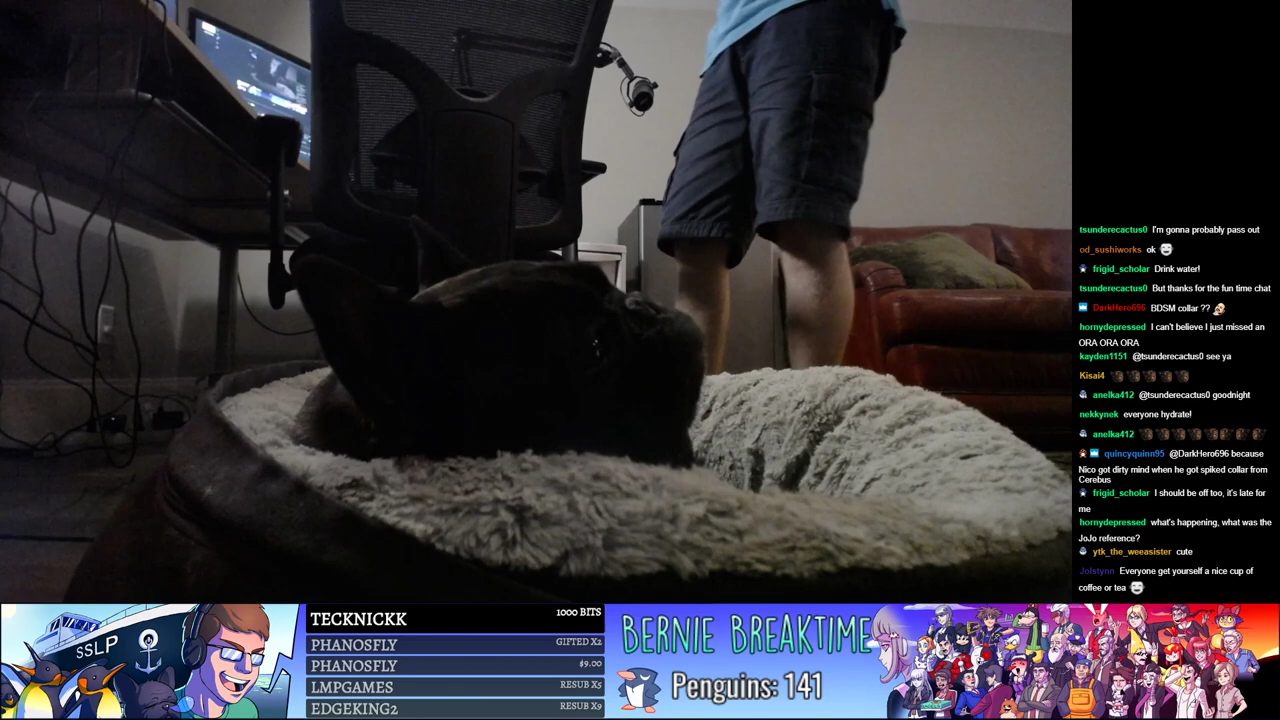 tsunderecactus0 I'm gonna probably pass out
od_sushiworks ok
frigid_scholar Drink water!
tsunderecactus0 But thanks for the fun time chat
DarkHero696 BDSM collar ??
hornydepressed I can't believe I just missed an
ORA ORA ORA
kayden1151 @tsunderecactus0 see ya
Kisai4
anelka412 @tsunderecactus0 goodnight
nekkynek everyone hydrate!
anelka412
quincyquinn95 @DarkHero696 because
Nico got dirty mind when he got spiked collar from
Cerebus
frigid_scholar I should be off too, it's late for
me
hornydepressed what's happening, what was the
JoJo reference?
ytk_the_weeasister cute
Jofstynn Everyone get yourself a nice cup of
coffee or tea
SSLP
TECKNICKK 1000 BITS
PHANOSFLY GIFTED X2
PHANOSFLY $9.00
LMPGAMES RESUB X5
EDGEKING2 RESUB X9
BERNIE BREAKTIME
Penguins: 141